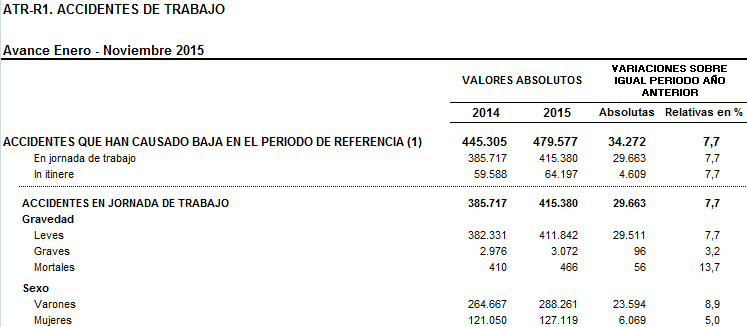 ATR-R1. ACCIDENTES DE TRABAJO
Avance Enero - Noviembre 2015
VALORES ABSOLUTOS VARIACIONES SOBRE IGUAL PERIODO AÑO ANTERIOR
2014 2015 Absolutas Relativas en %
ACCIDENTES QUE HAN CAUSADO BAJA EN EL PERIODO DE REFERENCIA (1) 445.305 479.577 34.272 7,7
En jornada de trabajo 385.717 415.380 29.663 7,7
In itinere 59.588 64.197 4.609 7,7
ACCIDENTES EN JORNADA DE TRABAJO 385.717 415.380 29.663 7,7
Gravedad
Leves 382.331 411.842 29.511 7,7
Graves 2.976 3.072 96 3,2
Mortales 410 466 56 13,7
Sexo
Varones 264.667 288.261 23.594 8,9
Mujeres 121.050 127.119 6.069 5,0